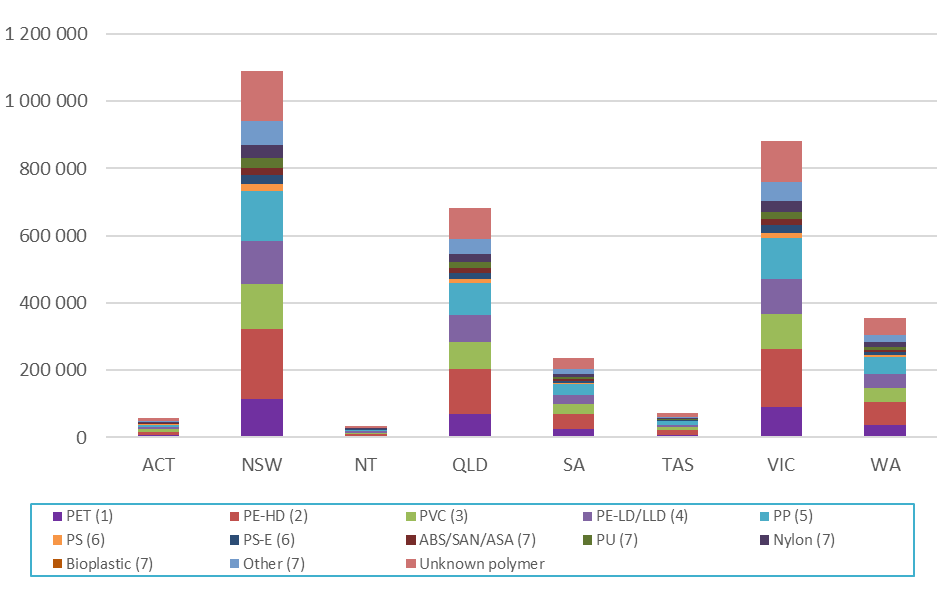 1 200 000
1 000 000
800 000
600 000
400 000
200 000
0
ACT NSW NT QLD SA TAS VIC WA
PET (1) PE-HD (2) PVC (3) PE-LD/LLD (4) PP (5)
PS (6) PS-E (6) ABS/SAN/ASA (7) PU (7) Nylon (7)
Bioplastic (7) Other (7) Unknown polymer